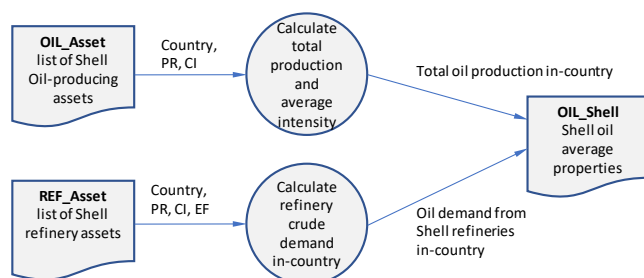 OIL_Asset
list of Shell
Oil-producing
assets
Country,
PR, CI
Calculate
total
production
and
average
intensity
Total oil production in-country
OIL_Shell
Shell oil
average
properties
REF_Asset
list of Shell
refinery assets
Country,
PR, CI, EF
Calculate
refinery
crude
demand
in-country
Oil demand from
Shell refineries
in-country